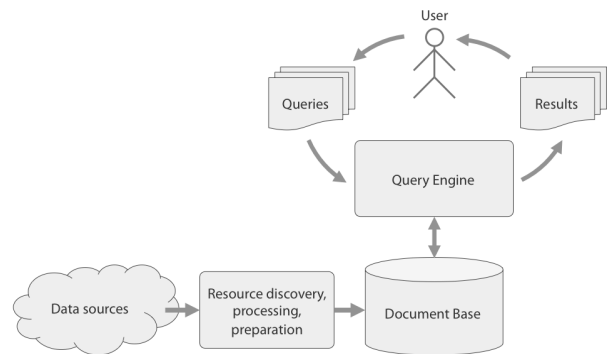 User
Queries
Results
Query Engine
Data sources
Resource discovery,
processing,
preparation
Document Base